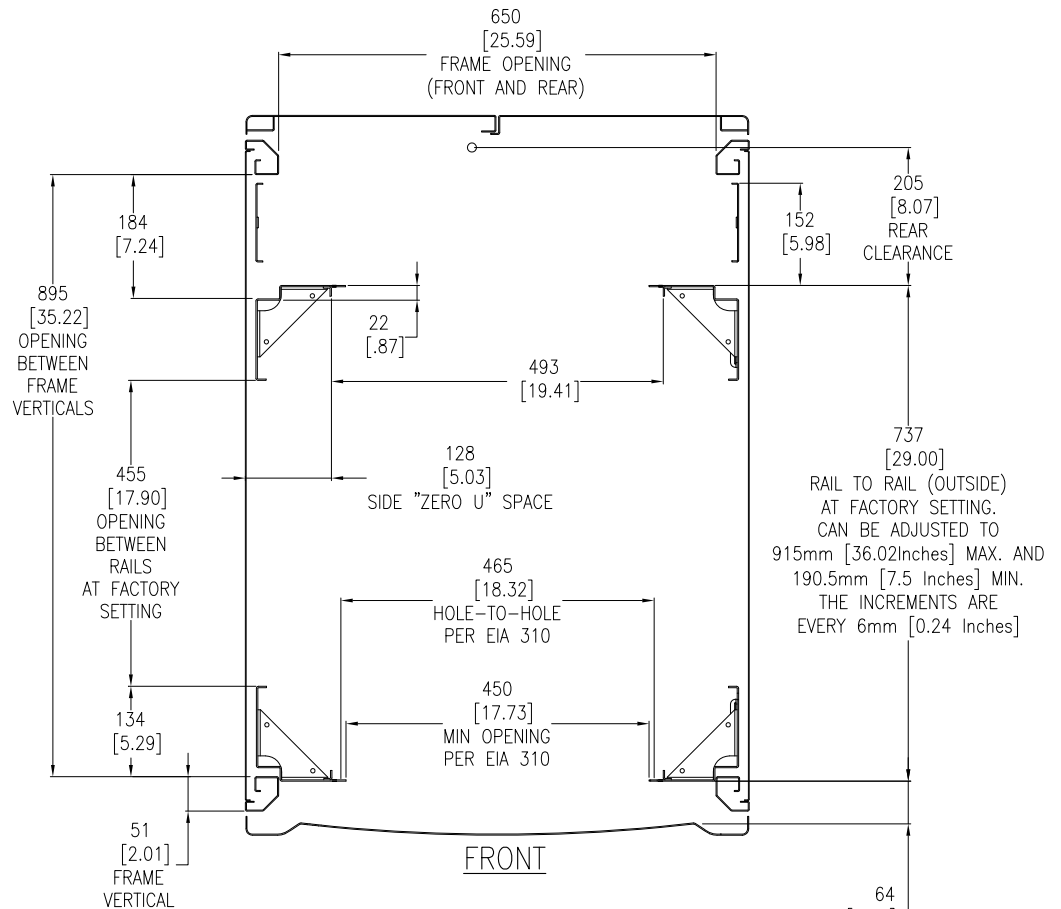 650
[25.59]
FRAME OPENING
(FRONT AND REAR)
184
[7.24]
895
[35.22]
OPENING
BETWEEN
FRAME
VERTICALS
455
[17.90]
OPENING
BETWEEN
RAILS
AT FACTORY
SETTING
134
[5.29]
51
[2.01]
FRAME
VERTICAL
22
[.87]
493
[19.41]
128
[5.03]
SIDE "ZERO U" SPACE
465
[18.32]
HOLE-TO-HOLE
PER EIA 310
450
[17.73]
MIN OPENING
PER EIA 310
FRONT
152
[5.98]
205
[8.07]
REAR
CLEARANCE
737
[29.00]
RAIL TO RAIL (OUTSIDE)
AT FACTORY SETTING.
CAN BE ADJUSTED TO
915mm [36.02Inches] MAX. AND
190.5mm [7.5 Inches] MIN.
THE INCREMENTS ARE
EVERY 6mm [0.24 Inches]
64